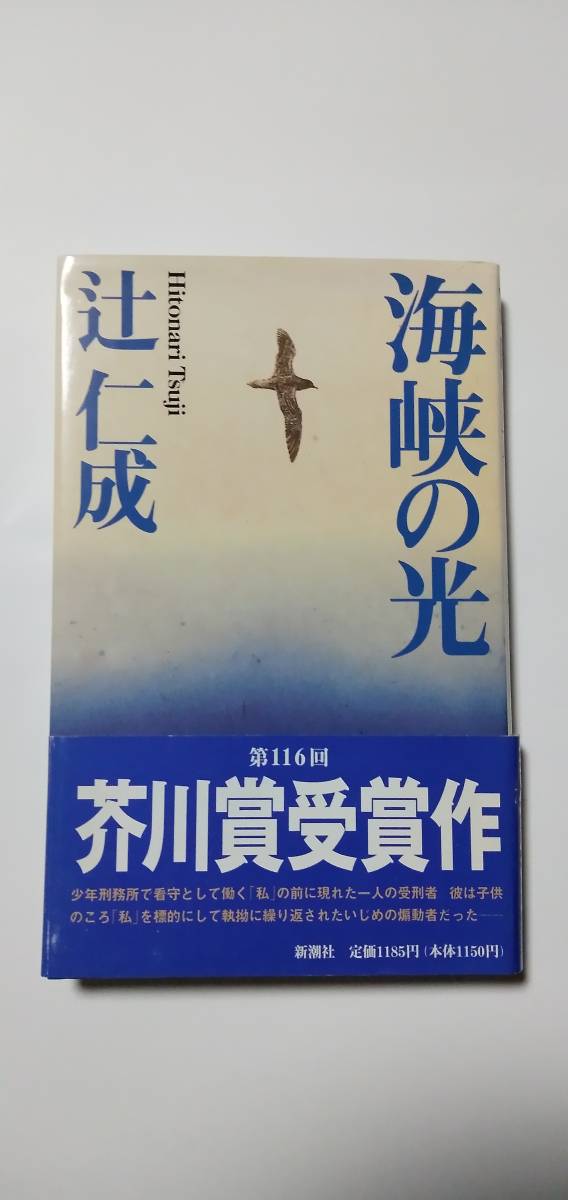 海峡の光
辻 仁成
Hitonari Tsuji
第116回
芥川賞受賞作
少年刑務所で看守として働く「私」の前に現れた一人の受刑者 彼は子供
のころ「私」を標的にして執拗に繰り返されたいじめの煽動者だった——
新潮社 定価1185円(本体1150円)